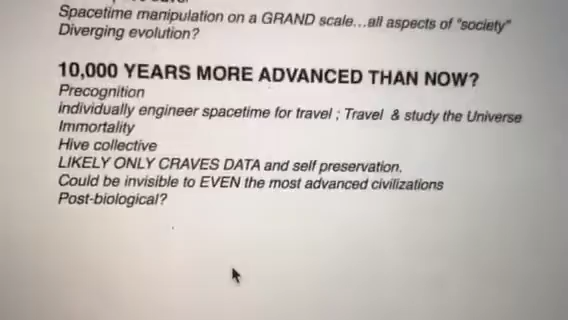 Spacetime manipulation on a GRAND scale...all aspects of "society"
Diverging evolution?
10,000 YEARS MORE ADVANCED THAN NOW?
Precognition
individually engineer spacetime for travel ; Travel & study the Universe
Immortality
Hive collective
LIKELY ONLY CRAVES DATA and self preservation.
Could be invisible to EVEN the most advanced civilizations
Post-biological?